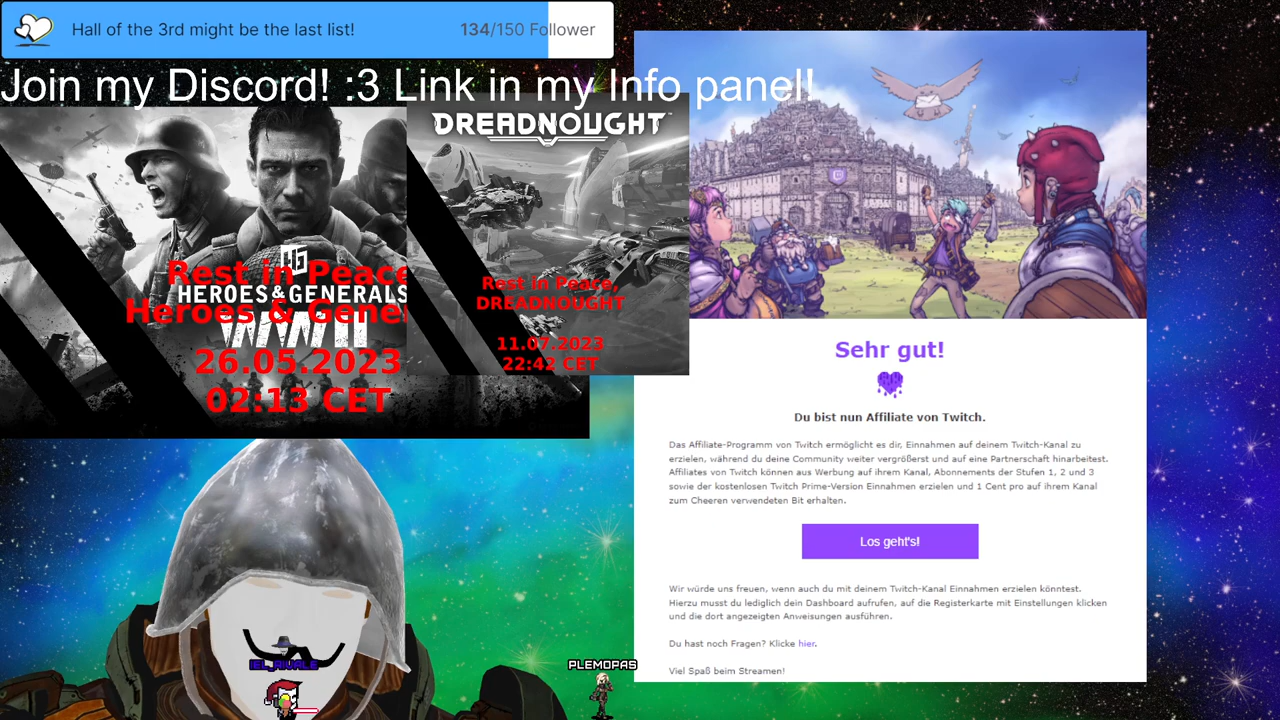 Hall of the 3rd might be the last list!
134/150 Follower
Join my Discord! :3 Link in my Info panel!
DREADNOUGHT
Rest in Peace,
DREADNOUGHT
11.07.2023
22:42 CET
Rest in Peace
HEROES & GENERALS
Heroes & Gene
WWII
26.05.2023
02:13 CET
Sehr gut!
Du bist nun Affiliate von Twitch.
Das Affiliate-Programm von Twitch ermöglicht es dir, Einnahmen auf deinem Twitch-Kanal zu
erzielen, während du deine Community weiter vergrößerst und auf eine Partnerschaft hinarbeitest.
Affiliates von Twitch können aus Werbung auf ihrem Kanal, Abonnements der Stufen 1, 2 und 3
sowie der kostenlosen Twitch Prime-Version Einnahmen erzielen und 1 Cent pro auf ihrem Kanal
zum Cheeren verwendeten Bit erhalten.
Los geht's!
Wir würde uns freuen, wenn auch du mit deinem Twitch-Kanal Einnahmen erzielen könntest.
Hierzu musst du lediglich dein Dashboard aufrufen, auf die Registerkarte mit Einstellungen klicken
und die dort angezeigten Anweisungen ausführen.
Du hast noch Fragen? Klicke hier.
Viel Spaß beim Streamen!
PLEMOPAS